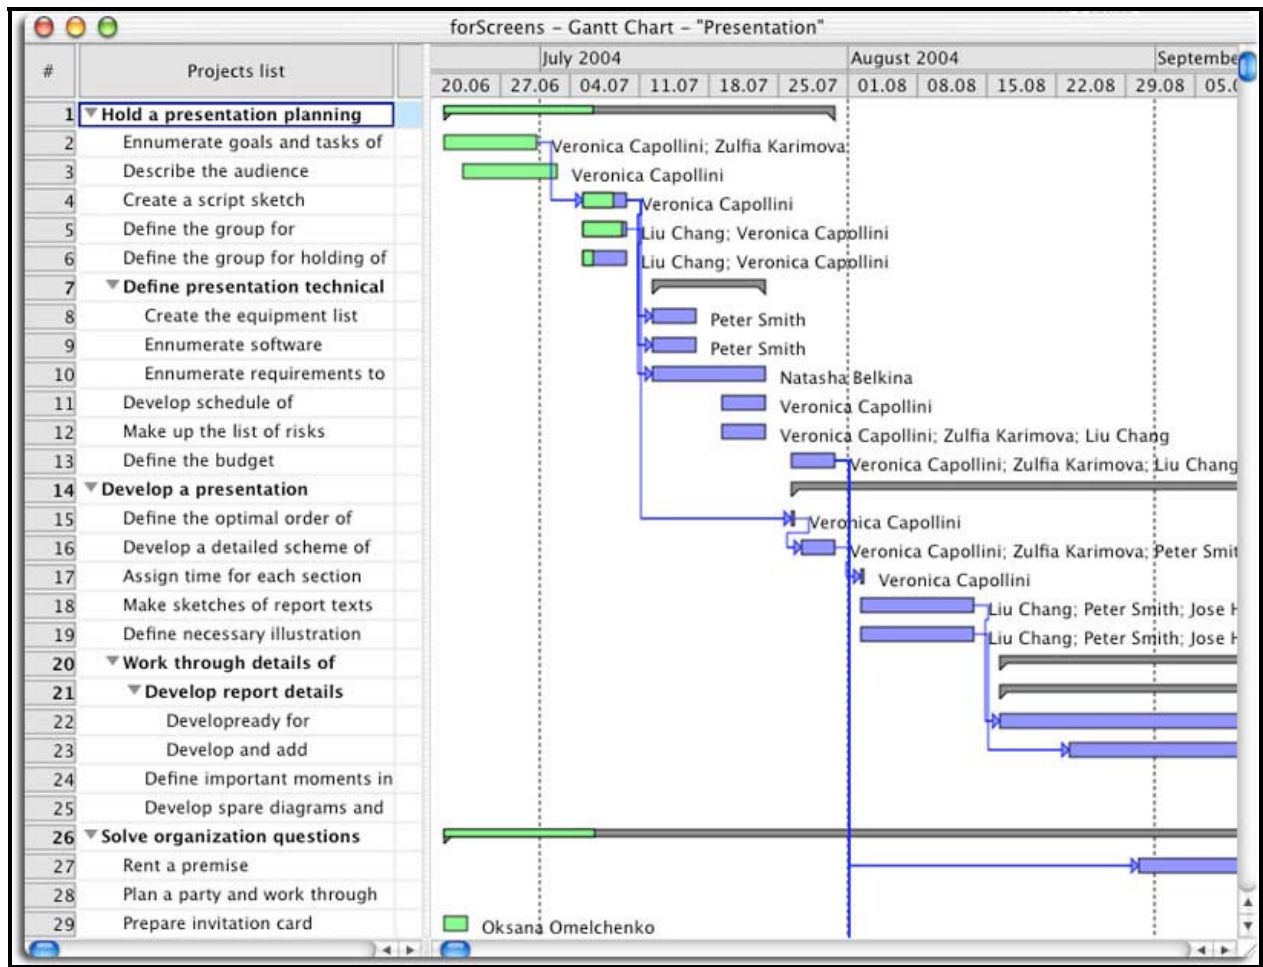 forScreens – Gantt Chart – "Presentation"
# Projects list July 2004 August 2004 Septembe
20.06 27.06 04.07 11.07 18.07 25.07 01.08 08.08 15.08 22.08 29.08 05.0
1 Hold a presentation planning
2 Ennumerate goals and tasks of Veronica Capollini; Zulfia Karimova
3 Describe the audience Veronica Capollini
4 Create a script sketch Veronica Capollini
5 Define the group for Liu Chang; Veronica Capollini
6 Define the group for holding of Liu Chang; Veronica Capollini
7 Define presentation technical
8 Create the equipment list Peter Smith
9 Ennumerate software Peter Smith
10 Ennumerate requirements to Natasha Belkina
11 Develop schedule of Veronica Capollini
12 Make up the list of risks Veronica Capollini; Zulfia Karimova; Liu Chang
13 Define the budget Veronica Capollini; Zulfia Karimova; Liu Chang
14 Develop a presentation
15 Define the optimal order of Veronica Capollini
16 Develop a detailed scheme of Veronica Capollini; Zulfia Karimova; Peter Smit
17 Assign time for each section Veronica Capollini
18 Make sketches of report texts Liu Chang; Peter Smith; Jose H
19 Define necessary illustration Liu Chang; Peter Smith; Jose H
20 Work through details of
21 Develop report details
22 Developready for
23 Develop and add
24 Define important moments in
25 Develop spare diagrams and
26 Solve organization questions
27 Rent a premise
28 Plan a party and work through
29 Prepare invitation card Oksana Omelchenko